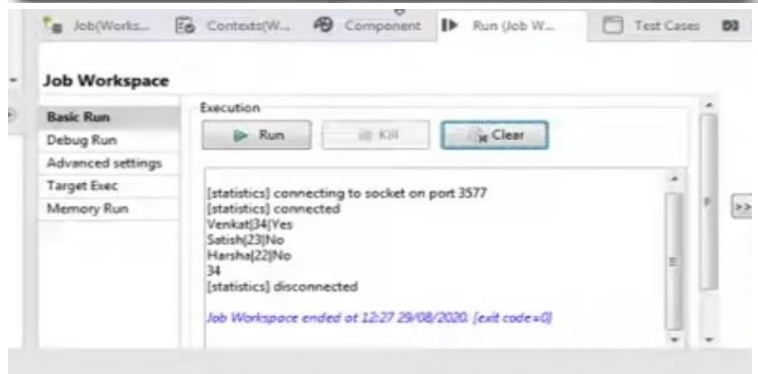 Job(Works...
Contexts(W...
Component
Run (Job W...
Test Cases
Job Workspace
Basic Run
Debug Run
Advanced settings
Target Exec
Memory Run
Execution
Run
Kill
Clear
[statistics] connecting to socket on port 3577
[statistics] connected
Venkat|34|Yes
Satish|23|No
Harsha|22|No
34
[statistics] disconnected
Job Workspace ended at 12:27 29/08/2020. [exit code=0]
>>